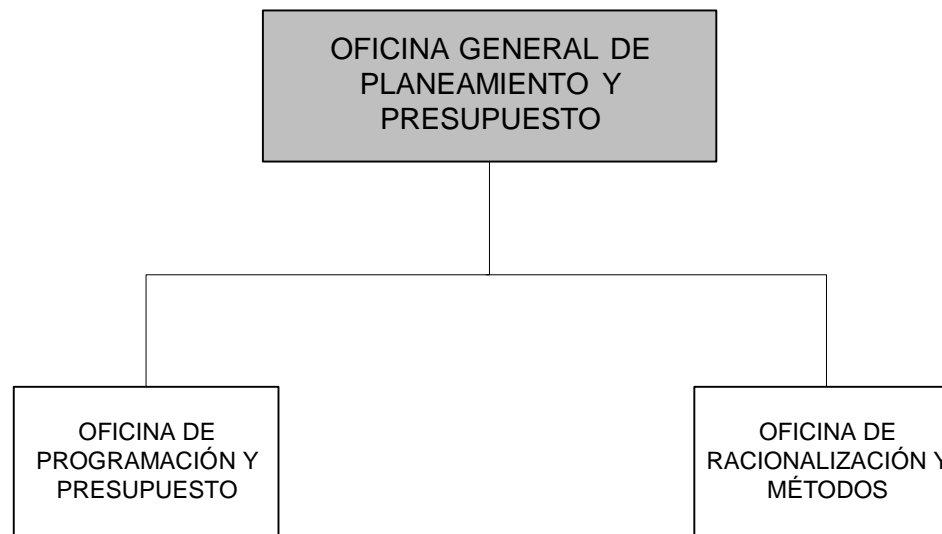 OFICINA GENERAL DE
PLANEAMIENTO Y
PRESUPUESTO
OFICINA DE
PROGRAMACIÓN Y
PRESUPUESTO
OFICINA DE
RACIONALIZACIÓN Y
MÉTODOS